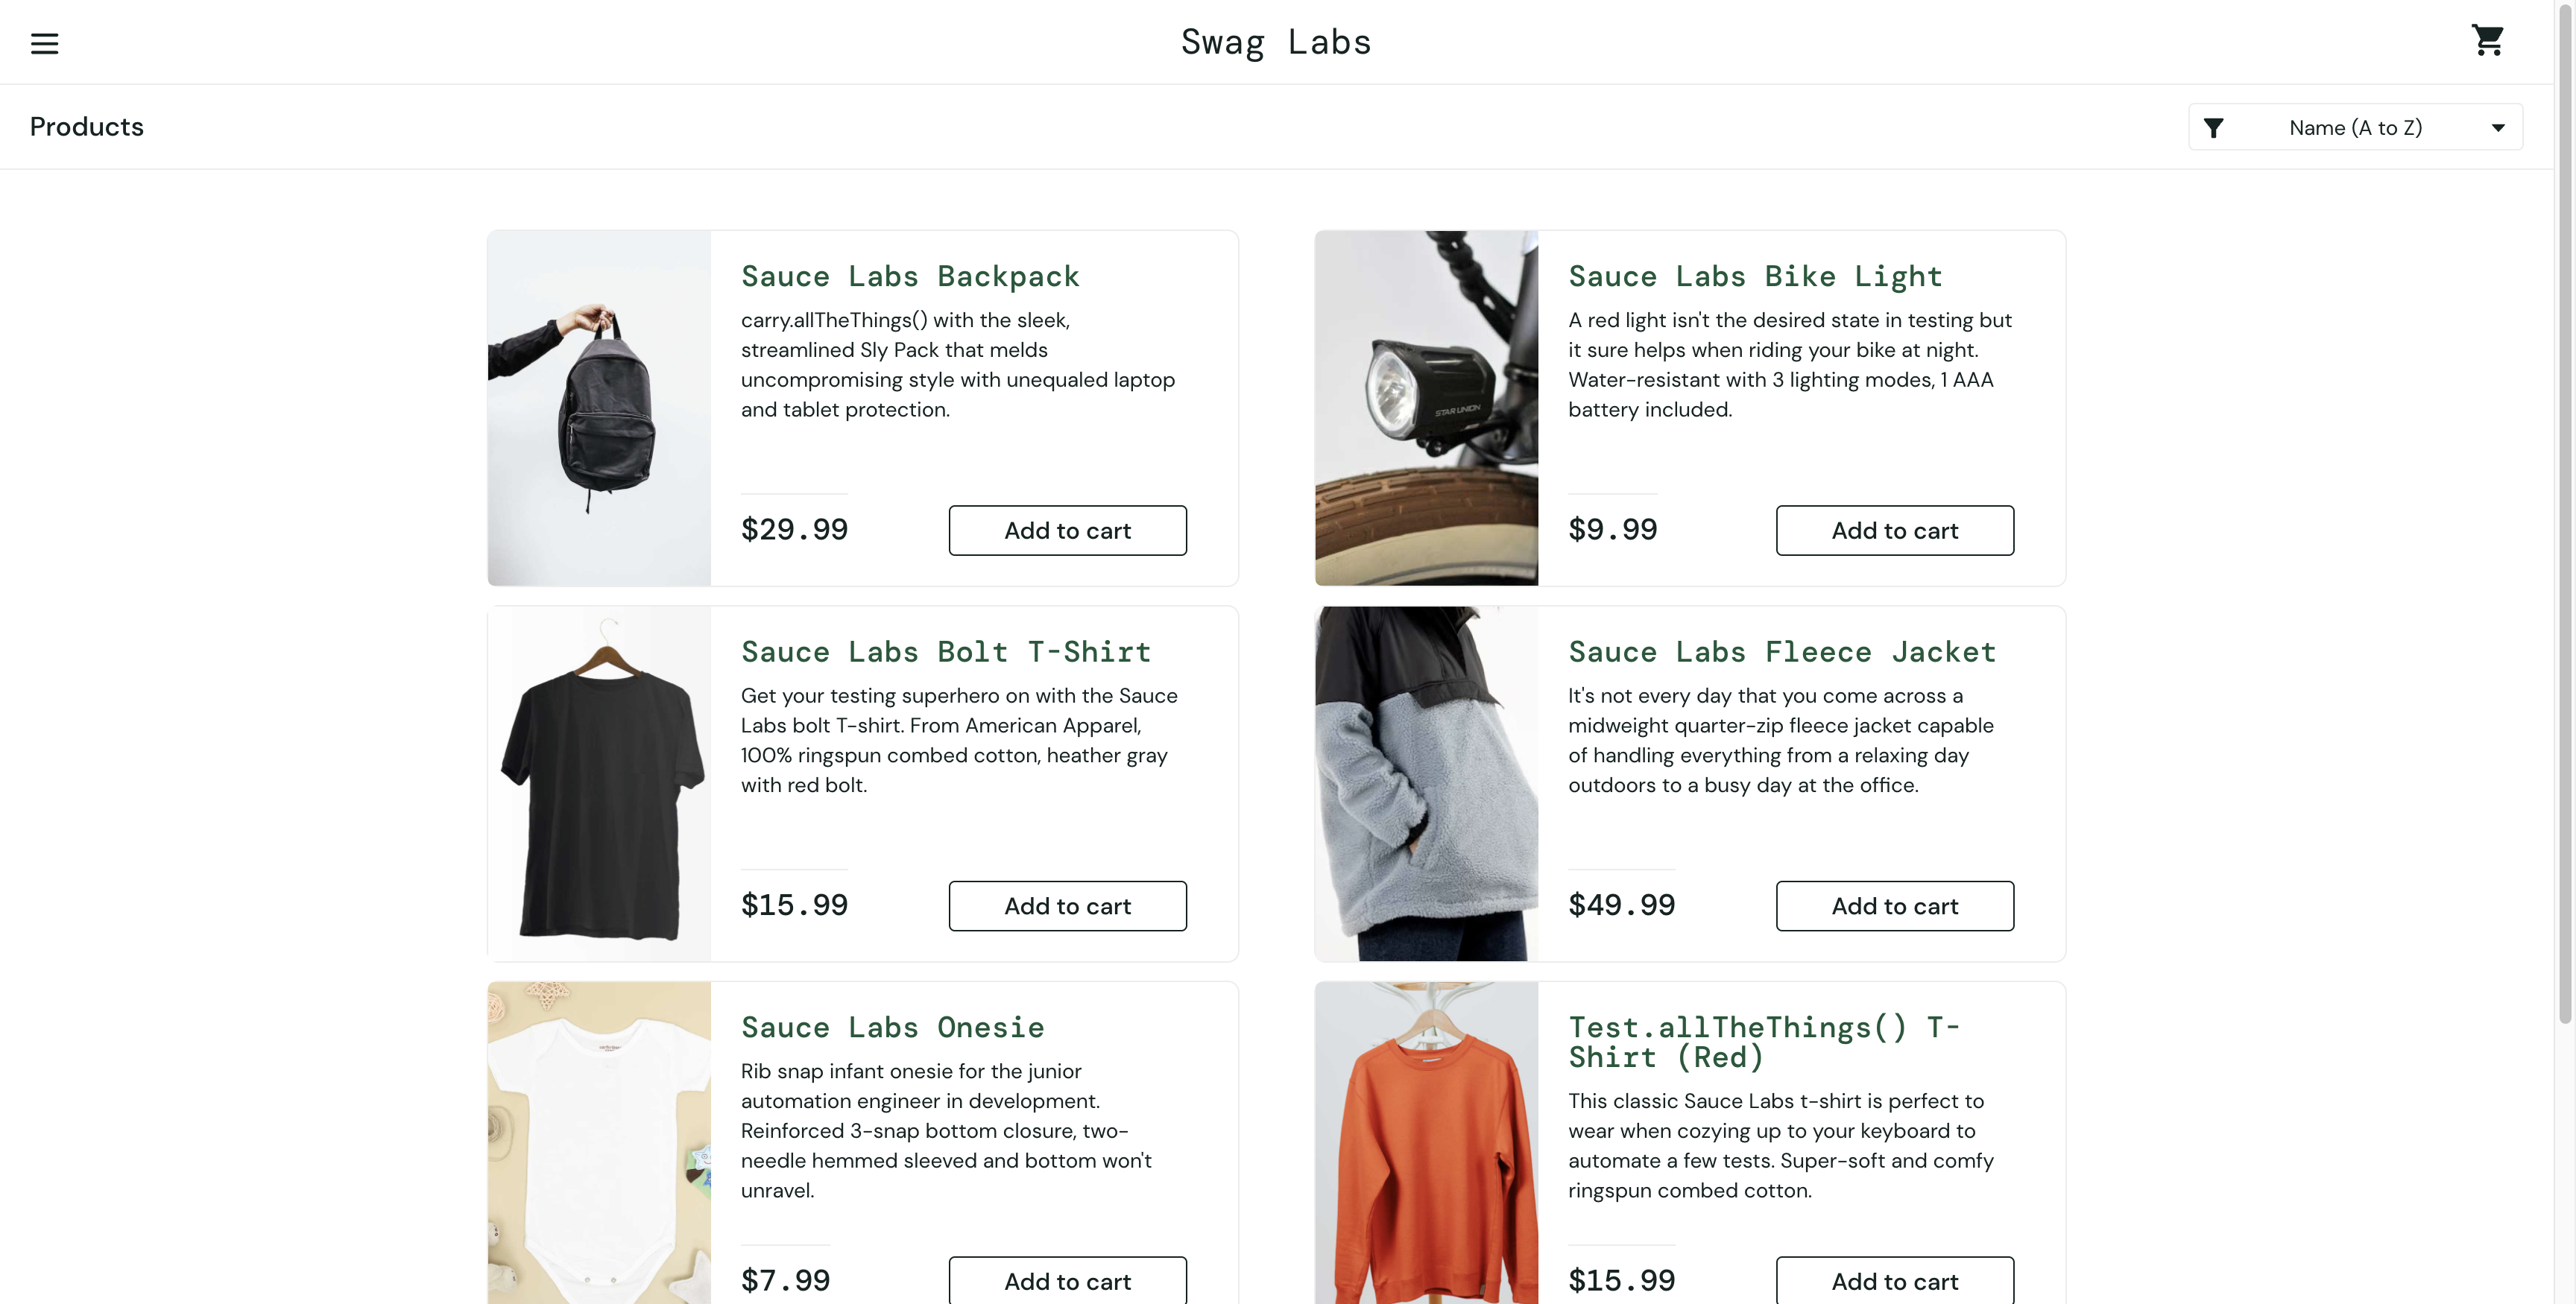 Swag Labs
Products
Name (A to Z)
Sauce Labs Backpack
carry.allTheThings() with the sleek,
streamlined Sly Pack that melds
uncompromising style with unequaled laptop
and tablet protection.
$29.99
Add to cart
STAR UNION
Sauce Labs Bike Light
A red light isn't the desired state in testing but
it sure helps when riding your bike at night.
Water-resistant with 3 lighting modes, 1 AAA
battery included.
$9.99
Add to cart
Sauce Labs Bolt T-Shirt
Get your testing superhero on with the Sauce
Labs bolt T-shirt. From American Apparel,
100% ringspun combed cotton, heather gray
with red bolt.
$15.99
Add to cart
Sauce Labs Fleece Jacket
It's not every day that you come across a
midweight quarter-zip fleece jacket capable
of handling everything from a relaxing day
outdoors to a busy day at the office.
$49.99
Add to cart
Sauce Labs Onesie
Rib snap infant onesie for the junior
automation engineer in development.
Reinforced 3-snap bottom closure, two-
needle hemmed sleeved and bottom won't
unravel.
$7.99
Add to cart
Test.allTheThings() T-
Shirt (Red)
This classic Sauce Labs t-shirt is perfect to
wear when cozying up to your keyboard to
automate a few tests. Super-soft and comfy
ringspun combed cotton.
$15.99
Add to cart